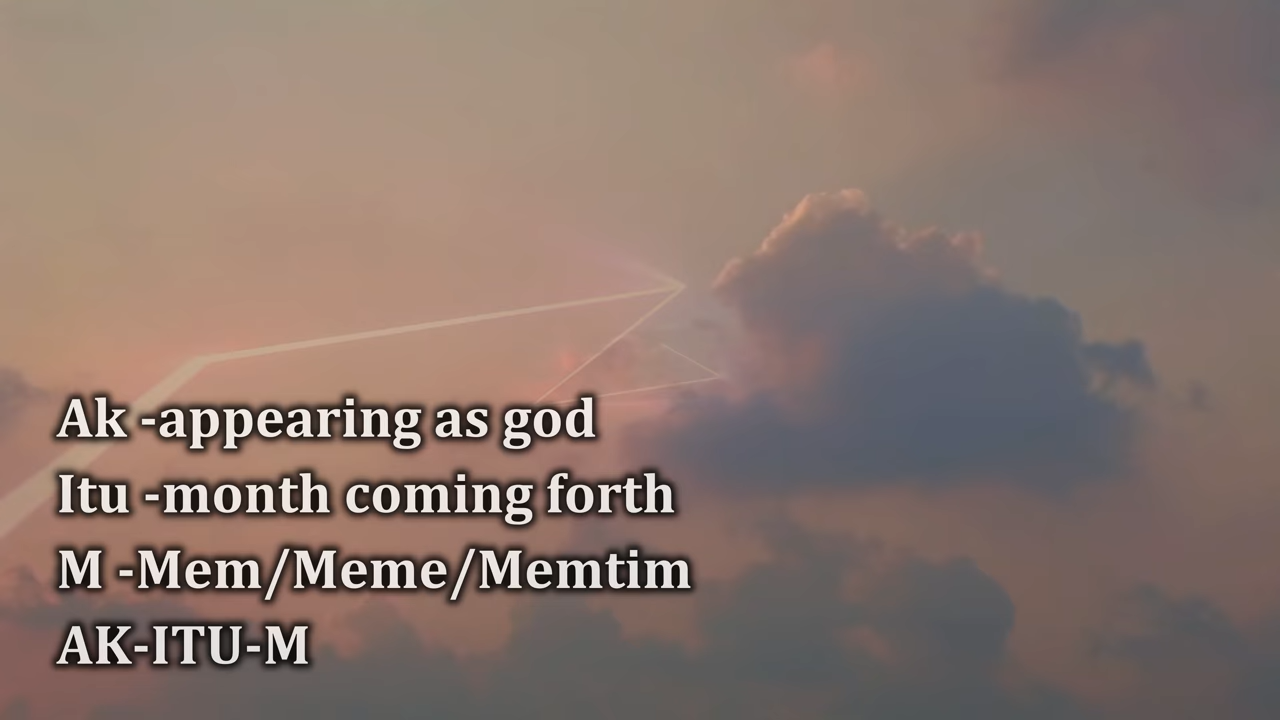 Ak -appearing as god
Itu -month coming forth
M -Mem/Meme/Memtim
AK-ITU-M